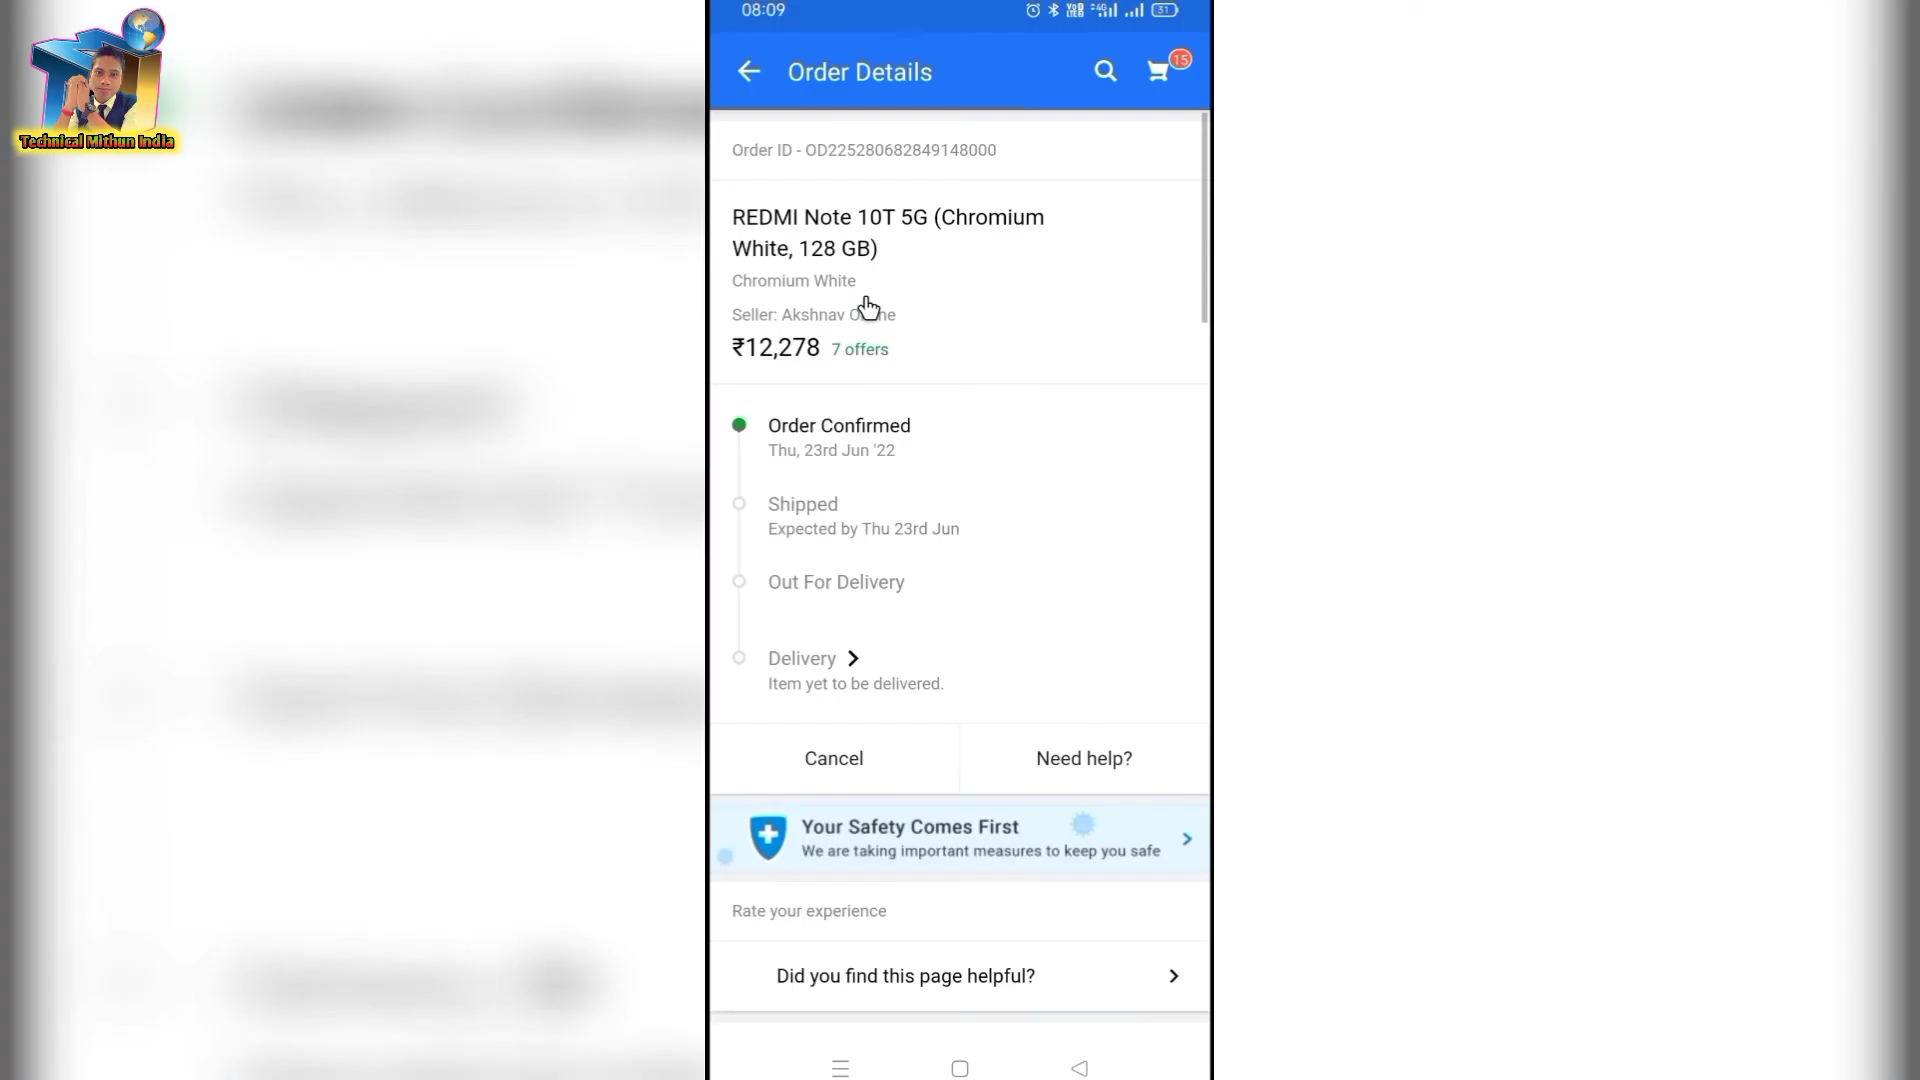 Technical Mithun India
08:09
31
Order Details
15
Order ID - OD225280682849148000
REDMI Note 10T 5G (Chromium
White, 128 GB)
Chromium White
Seller: Akshnav
₹12,278 7 offers
Order Confirmed
Thu, 23rd Jun '22
Shipped
Expected by Thu 23rd Jun
Out For Delivery
Delivery
Item yet to be delivered.
Cancel
Need help?
Your Safety Comes First
We are taking important measures to keep you safe
Rate your experience
Did you find this page helpful?